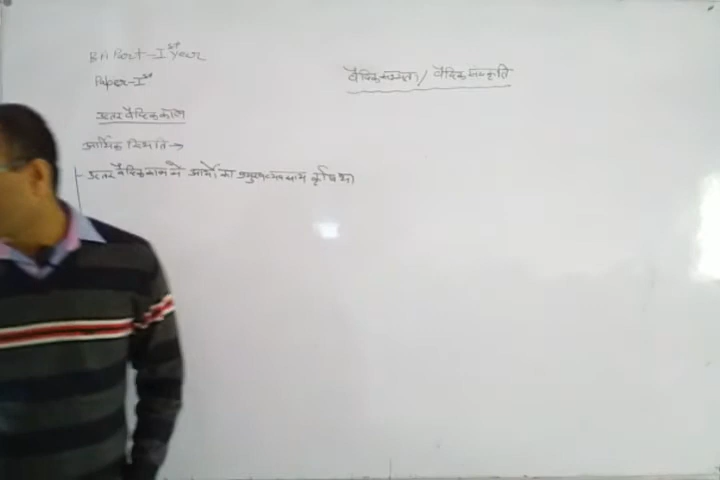 BA Part-I st Year
Paper-I st
वैदिक सभ्यता / वैदिक संस्कृति
उत्तर वैदिक काल
आर्थिक स्थिति →
- उत्तर वैदिक काल में आर्यों का प्रमुख व्यवसाय कृषि था